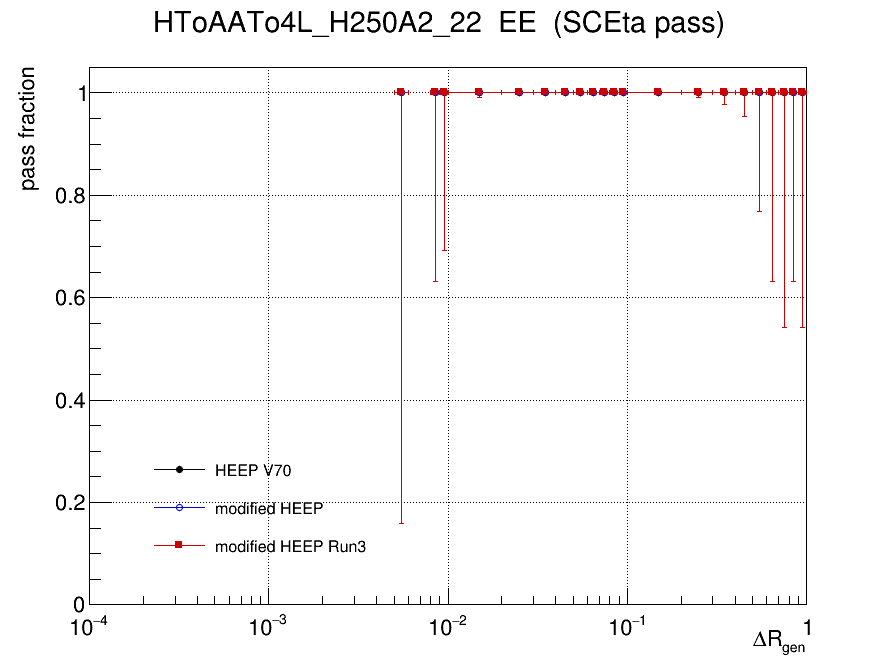 HToAATo4L_H250A2_22 EE (SCEta pass)
pass fraction
1
0.8
0.6
0.4
0.2
0
HEEP V70
modified HEEP
modified HEEP Run3
10⁻⁴ 10⁻³ 10⁻² 10⁻¹ 1
ΔR_gen